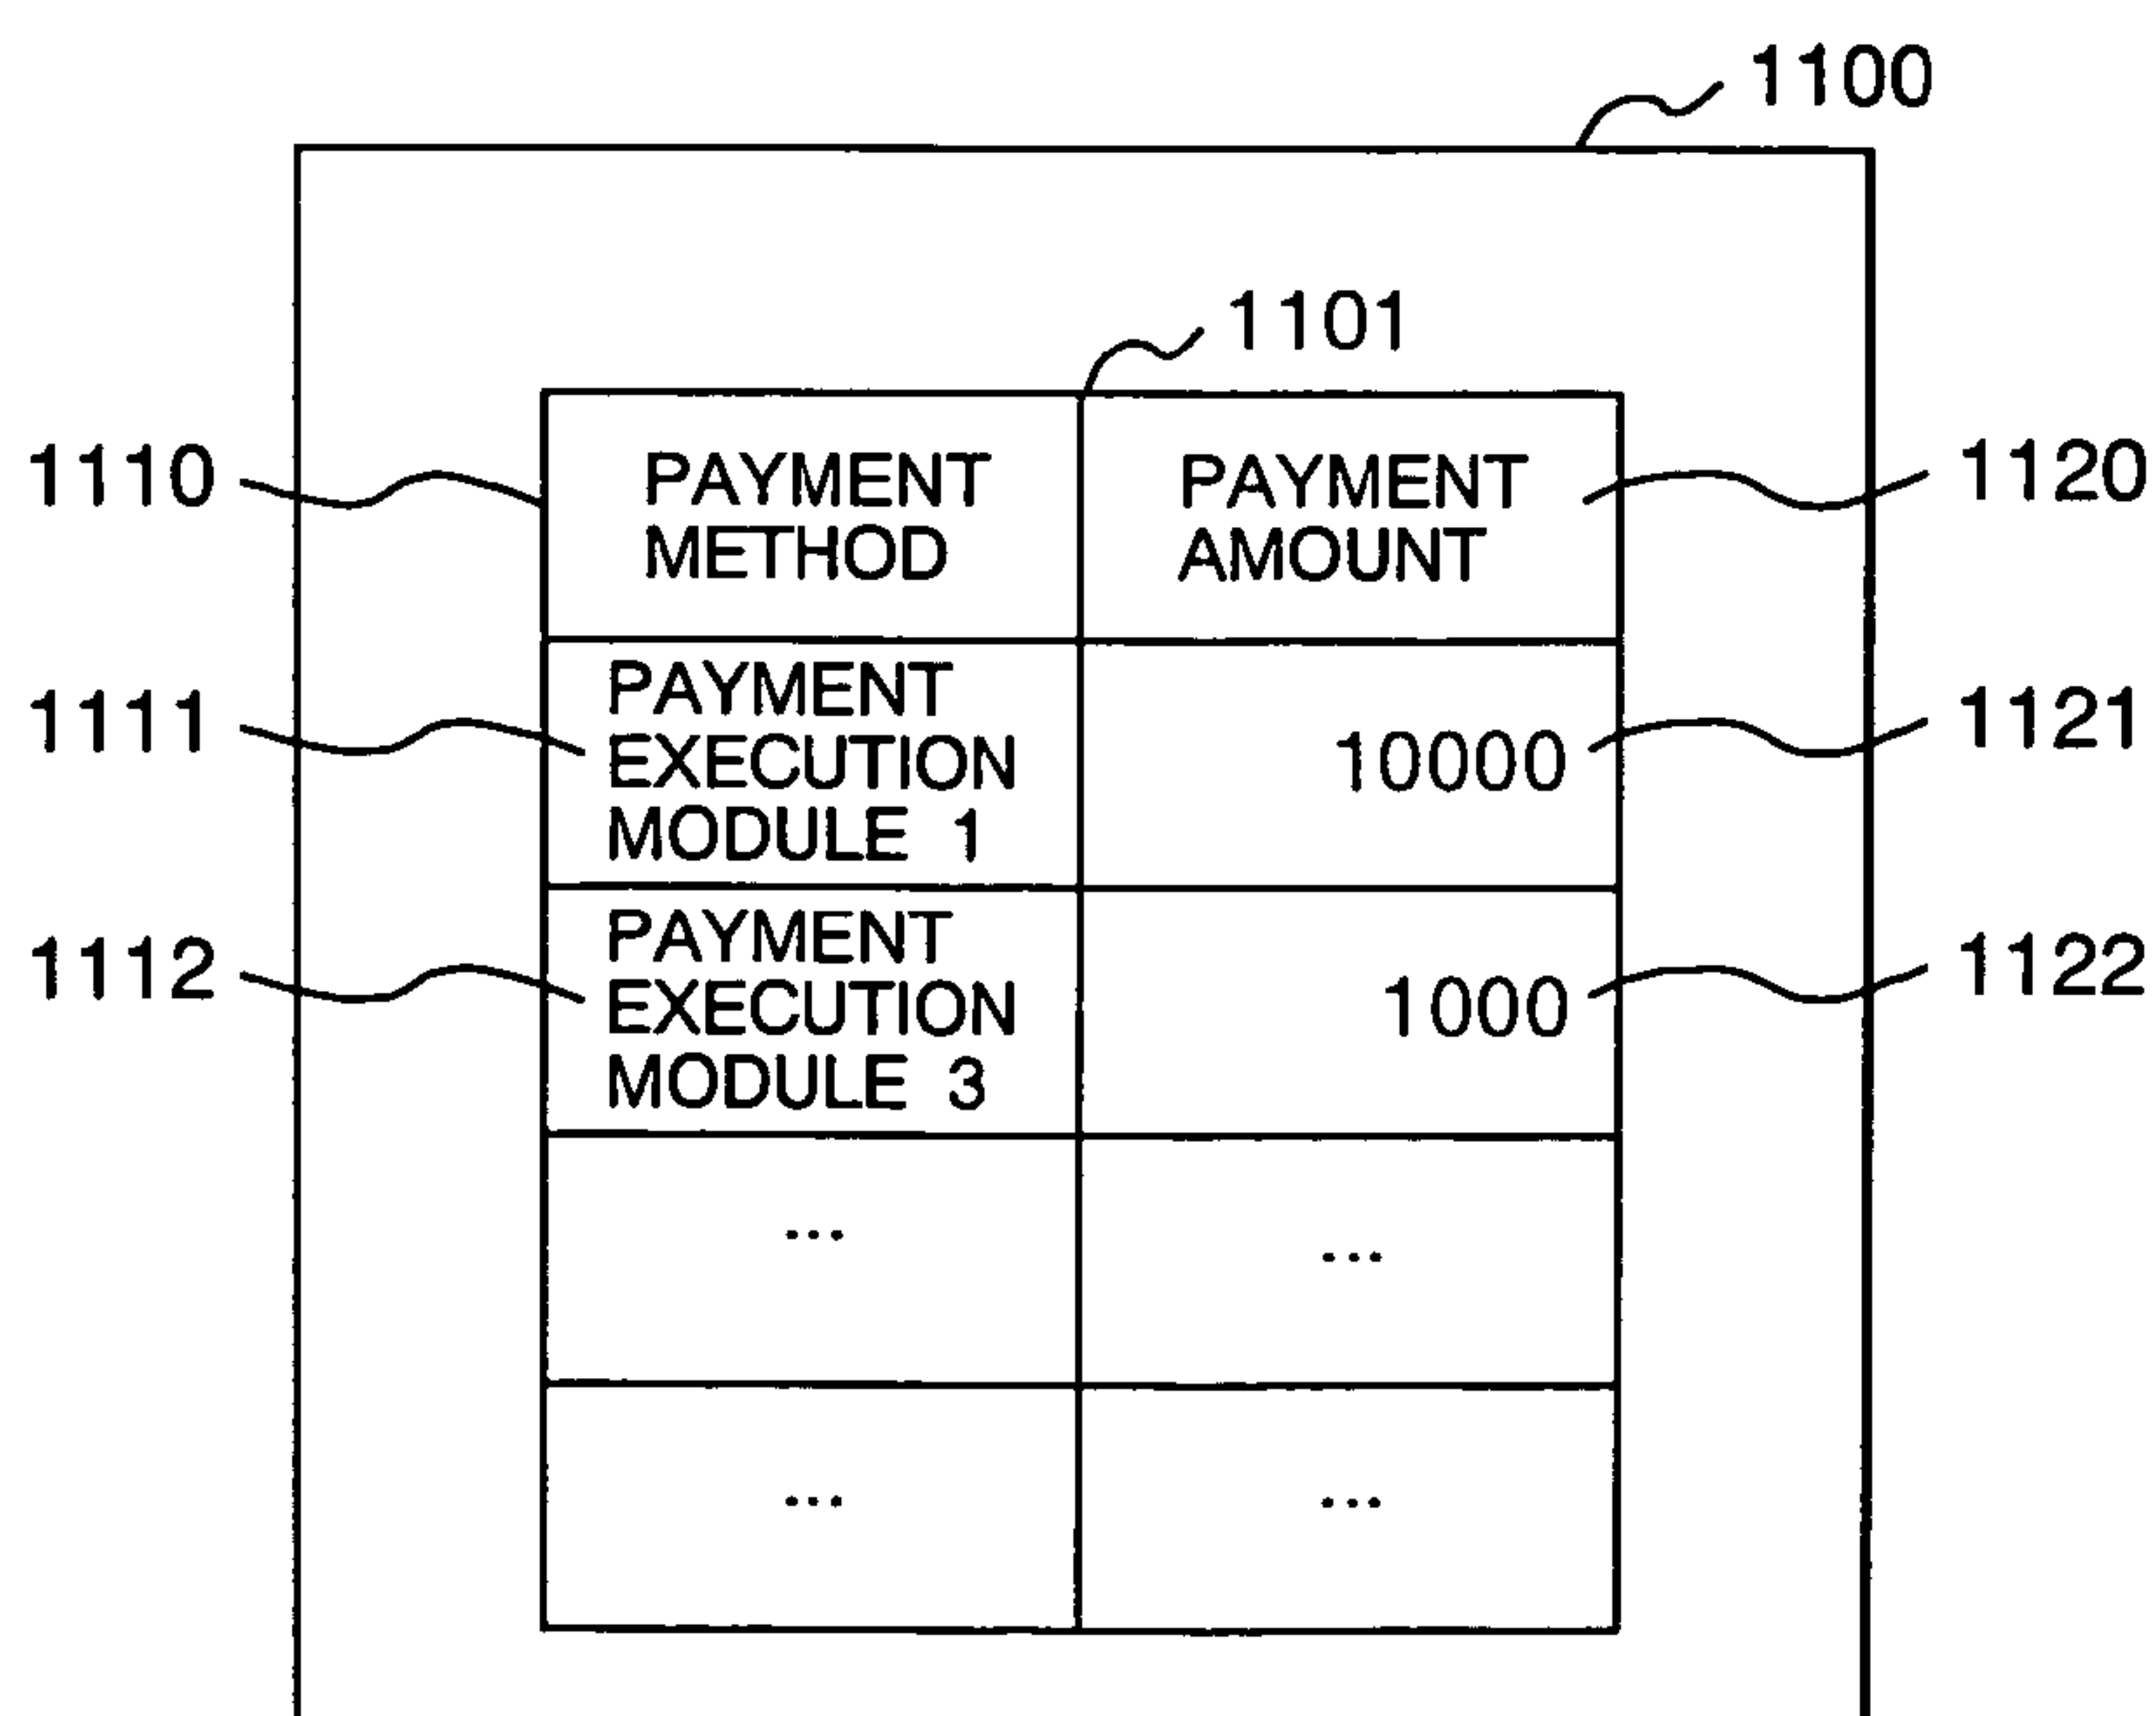 1100
1101
1110
PAYMENT
METHOD
PAYMENT
AMOUNT
1120
1111
PAYMENT
EXECUTION
MODULE 1
10000
1121
1112
PAYMENT
EXECUTION
MODULE 3
1000
1122
...
...
...
...